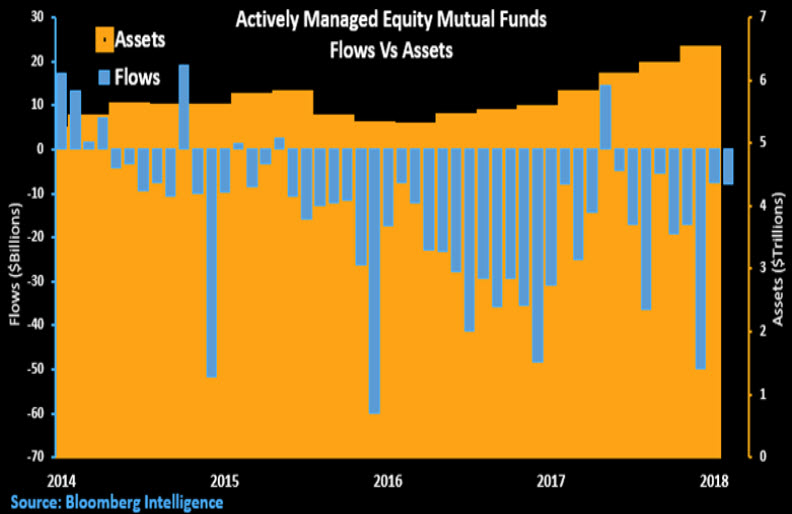 Actively Managed Equity Mutual Funds
Flows Vs Assets
Assets
Flows
30
20
10
0
-10
-20
-30
-40
-50
-60
-70
Flows ($Billions)
7
6
5
4
3
2
1
0
Assets ($Trillions)
2014 2015 2016 2017 2018
Source: Bloomberg Intelligence